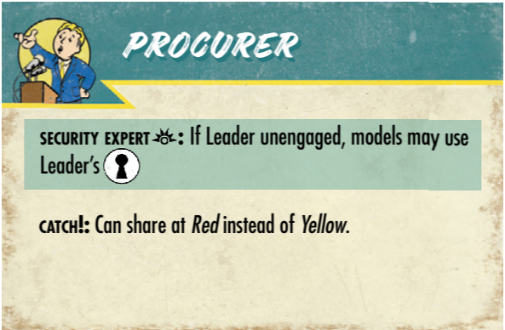 PROCURER
SECURITY EXPERT: If Leader unengaged, models may use
Leader's
CATCH!: Can share at Red instead of Yellow.